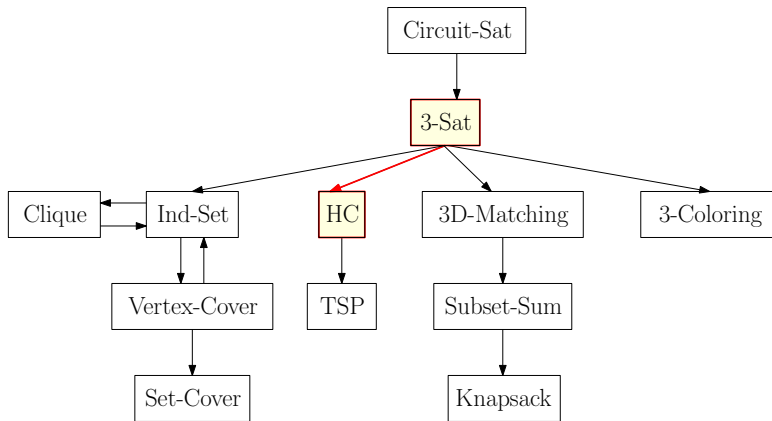 Circuit-Sat
3-Sat
Clique
Ind-Set
HC
3D-Matching
3-Coloring
Vertex-Cover
TSP
Subset-Sum
Set-Cover
Knapsack